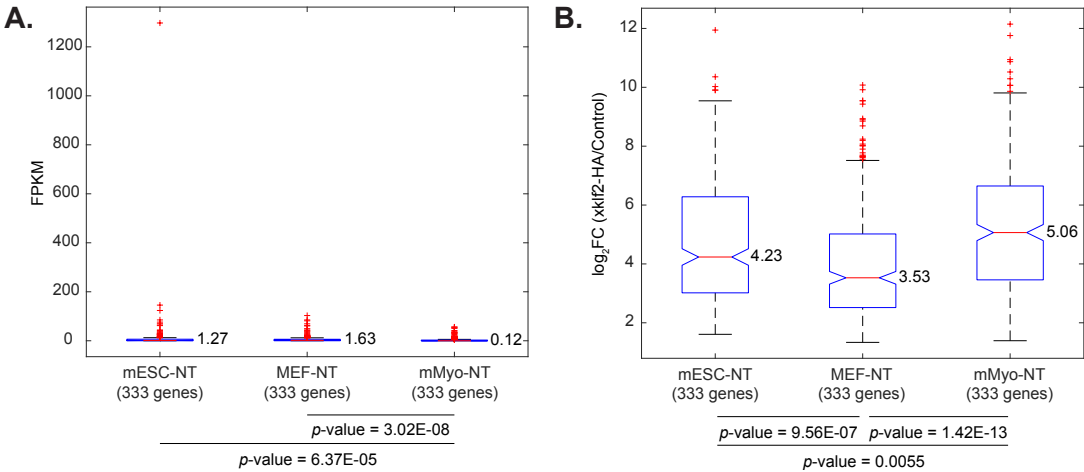 A.
FPKM
1200
1000
800
600
400
200
0
1.27
1.63
0.12
mESC-NT
(333 genes)
MEF-NT
(333 genes)
mMyo-NT
(333 genes)
p-value = 3.02E-08
p-value = 6.37E-05
B.
log₂FC (xklf2-HA/Control)
12
10
8
6
4
2
4.23
3.53
5.06
mESC-NT
(333 genes)
MEF-NT
(333 genes)
mMyo-NT
(333 genes)
p-value = 9.56E-07
p-value = 1.42E-13
p-value = 0.0055